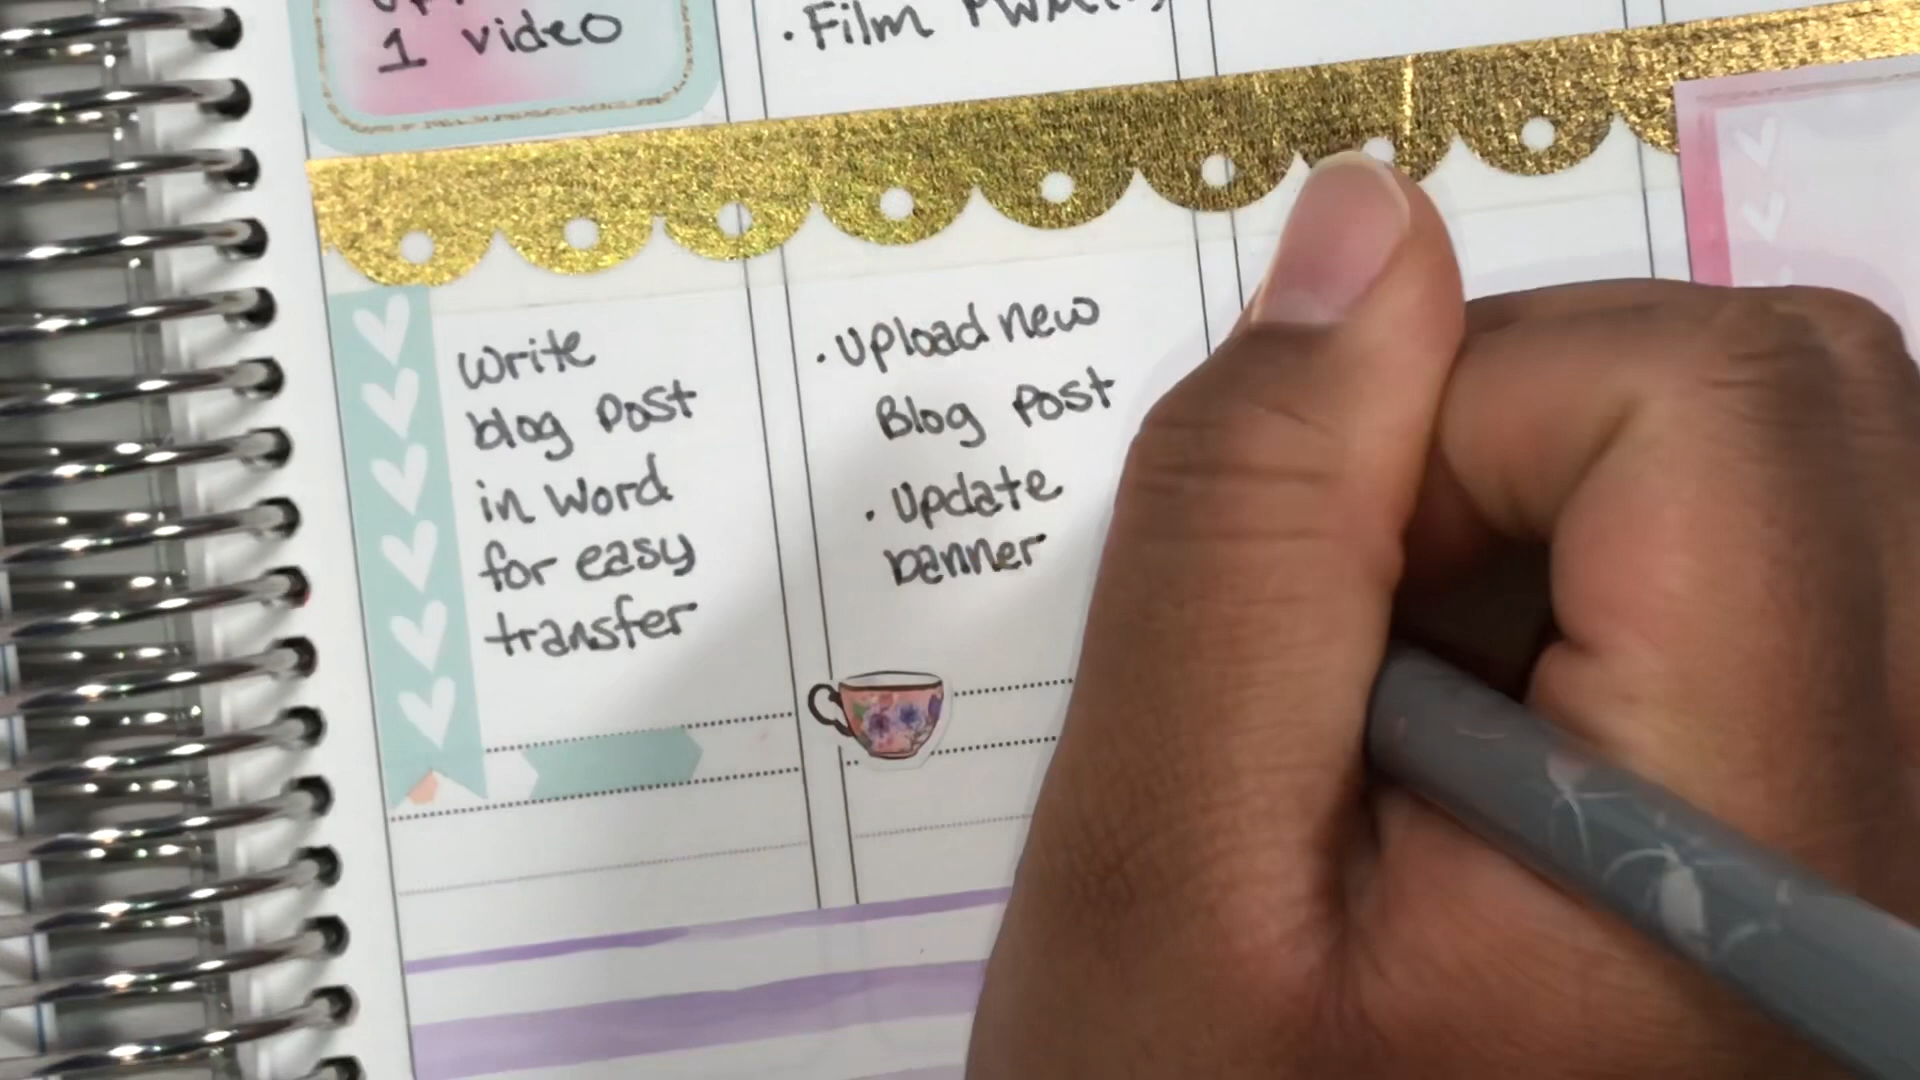 1 video
• Film
write
blog Post
in Word
for easy
transfer
• Upload new
Blog Post
• Update
banner